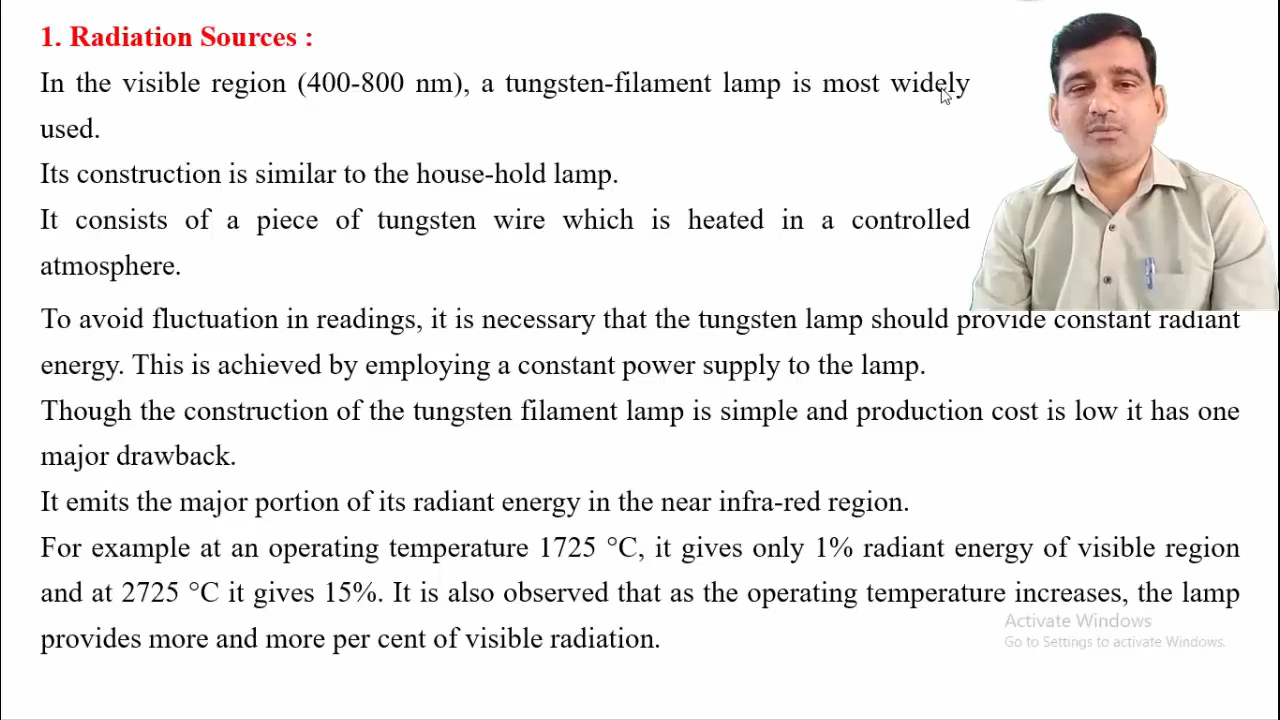 1. Radiation Sources :
In the visible region (400-800 nm), a tungsten-filament lamp is most widely
used.
Its construction is similar to the house-hold lamp.
It consists of a piece of tungsten wire which is heated in a controlled
atmosphere.
To avoid fluctuation in readings, it is necessary that the tungsten lamp should provide constant radiant
energy. This is achieved by employing a constant power supply to the lamp.
Though the construction of the tungsten filament lamp is simple and production cost is low it has one
major drawback.
It emits the major portion of its radiant energy in the near infra-red region.
For example at an operating temperature 1725 °C, it gives only 1% radiant energy of visible region
and at 2725 °C it gives 15%. It is also observed that as the operating temperature increases, the lamp
provides more and more per cent of visible radiation.
Activate Windows
Go to Settings to activate Windows.